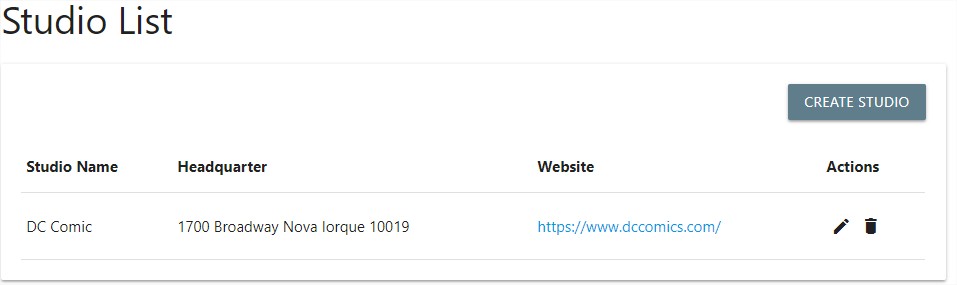 Studio List
CREATE STUDIO
Studio Name Headquarter Website Actions
DC Comic 1700 Broadway Nova Iorque 10019 https://www.dccomics.com/